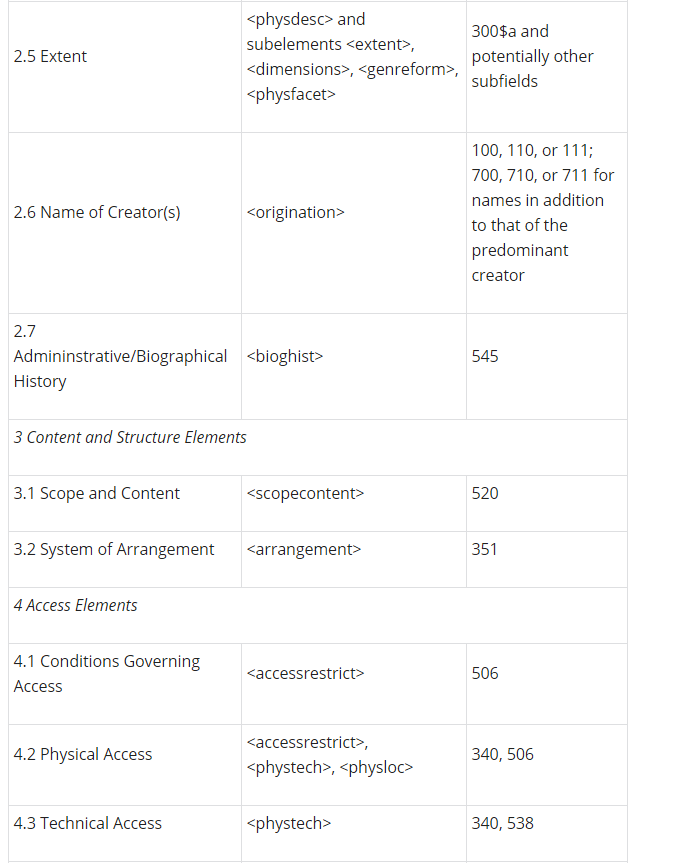 2.5 Extent
<physdesc> and
subelements <extent>,
<dimensions>, <genreform>,
<physfacet>
300$a and
potentially other
subfields
2.6 Name of Creator(s)
<origination>
100, 110, or 111;
700, 710, or 711 for
names in addition
to that of the
predominant
creator
2.7
Admininstrative/Biographical
History
<bioghist>
545
3 Content and Structure Elements
3.1 Scope and Content
<scopecontent>
520
3.2 System of Arrangement
<arrangement>
351
4 Access Elements
4.1 Conditions Governing
Access
<accessrestrict>
506
4.2 Physical Access
<accessrestrict>,
<phystech>, <physloc>
340, 506
4.3 Technical Access
<phystech>
340, 538